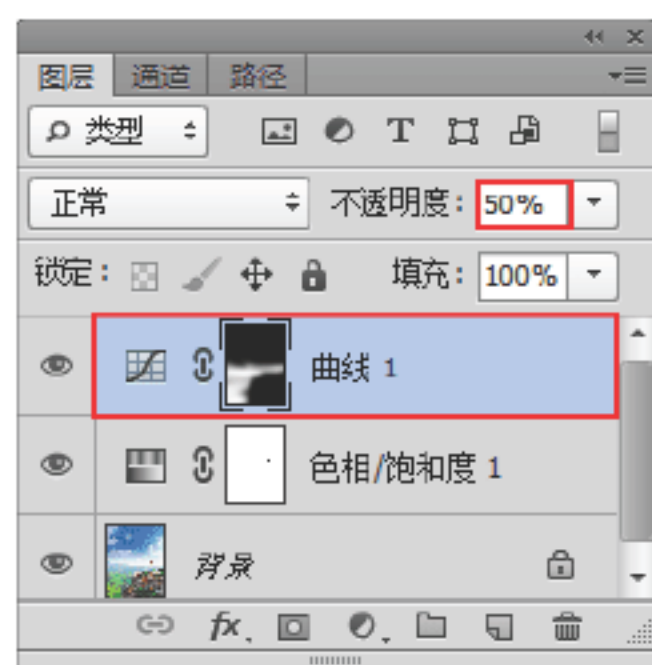 图层 通道 路径
类型 T
正常 不透明度: 50%
锁定: 填充: 100%
曲线 1
色相/饱和度 1
背景
fx.